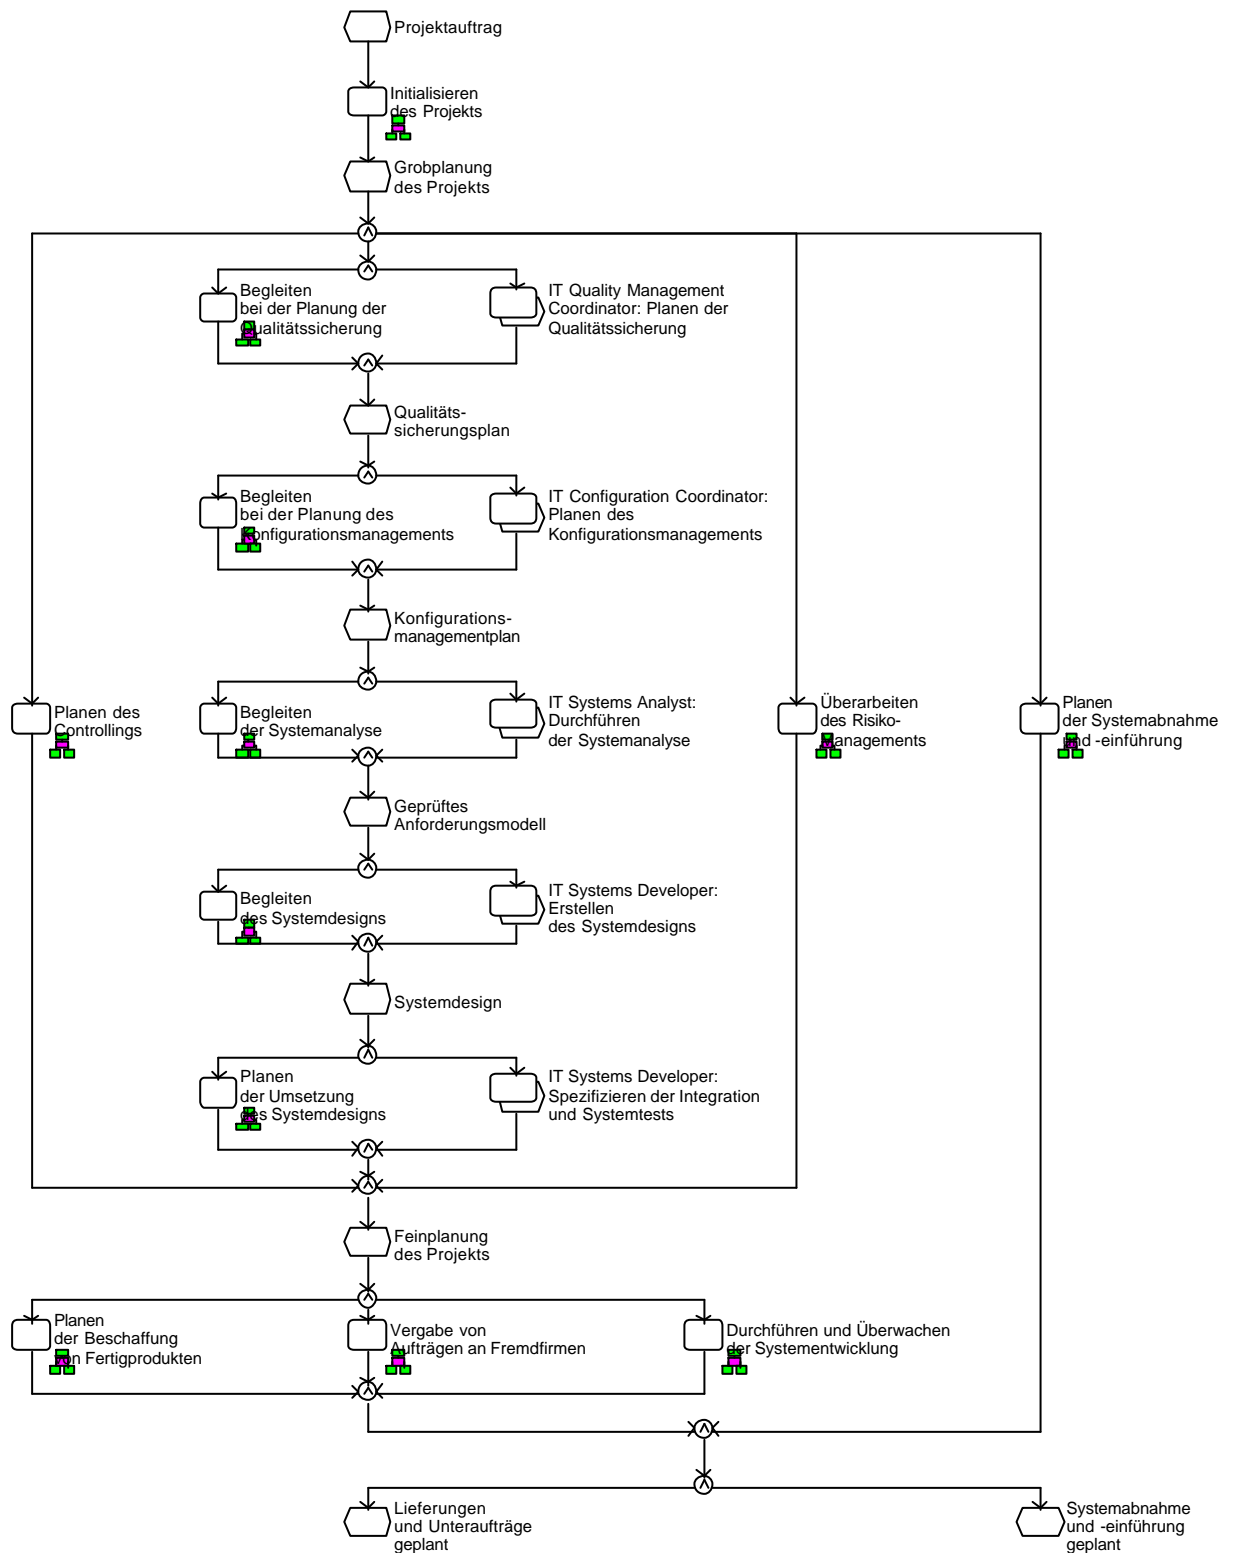 Projektauftrag
Initialisieren
des Projekts
Grobplanung
des Projekts
Begleiten
bei der Planung der
Qualitätssicherung
IT Quality Management
Coordinator: Planen der
Qualitätssicherung
Qualitäts-
sicherungsplan
Begleiten
bei der Planung des
Konfigurationsmanagements
IT Configuration Coordinator:
Planen des
Konfigurationsmanagements
Konfigurations-
managementplan
Planen des
Controllings
Begleiten
der Systemanalyse
IT Systems Analyst:
Durchführen
der Systemanalyse
Überarbeiten
des Risiko-
managements
Planen
der Systemabnahme
und -einführung
Geprüftes
Anforderungsmodell
Begleiten
des Systemdesigns
IT Systems Developer:
Erstellen
des Systemdesigns
Systemdesign
Planen
der Umsetzung
des Systemdesigns
IT Systems Developer:
Spezifizieren der Integration
und Systemtests
Feinplanung
des Projekts
Planen
der Beschaffung
von Fertigprodukten
Vergabe von
Aufträgen an Fremdfirmen
Durchführen und Überwachen
der Systementwicklung
Lieferungen
und Unteraufträge
geplant
Systemabnahme
und -einführung
geplant